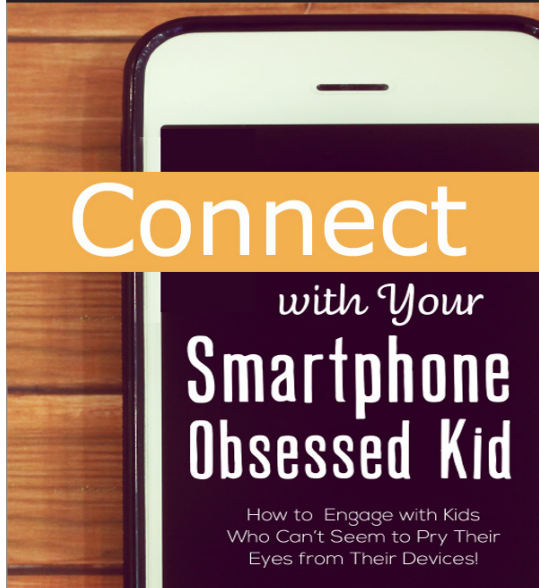 Connect
with Your
Smartphone
Obsessed Kid
How to Engage with Kids
Who Can't Seem to Pry Their
Eyes from Their Devices!